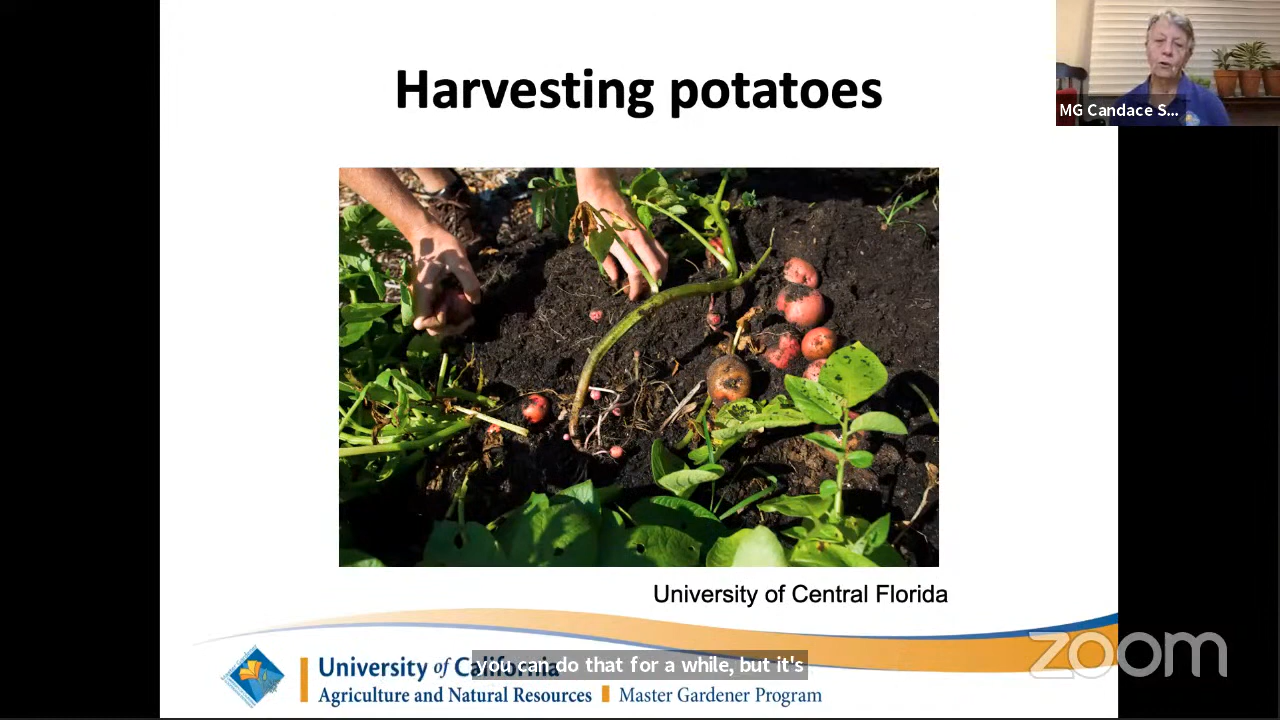 Harvesting potatoes
MG Candace S...
University of Central Florida
University of California
you can do that for a while, but it's
Agriculture and Natural Resources Master Gardener Program
zoom